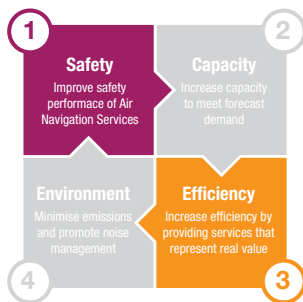 1
Safety
Improve safety
performace of Air
Navigation Services
2
Capacity
Increase capacity
to meet forecast
demand
Environment
Minimise emissions
and promote noise
management
4
Efficiency
Increase efficiency by
providing services that
represent real value
3